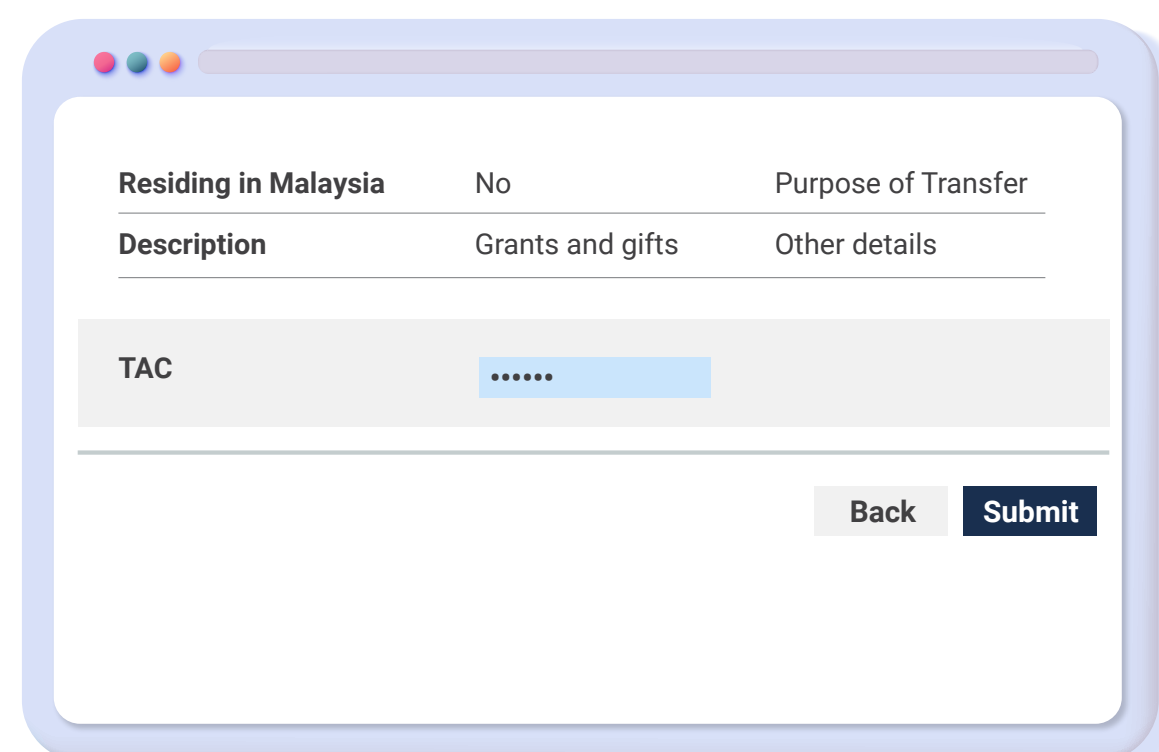 Residing in Malaysia No Purpose of Transfer
Description Grants and gifts Other details
TAC ••••••
Back Submit